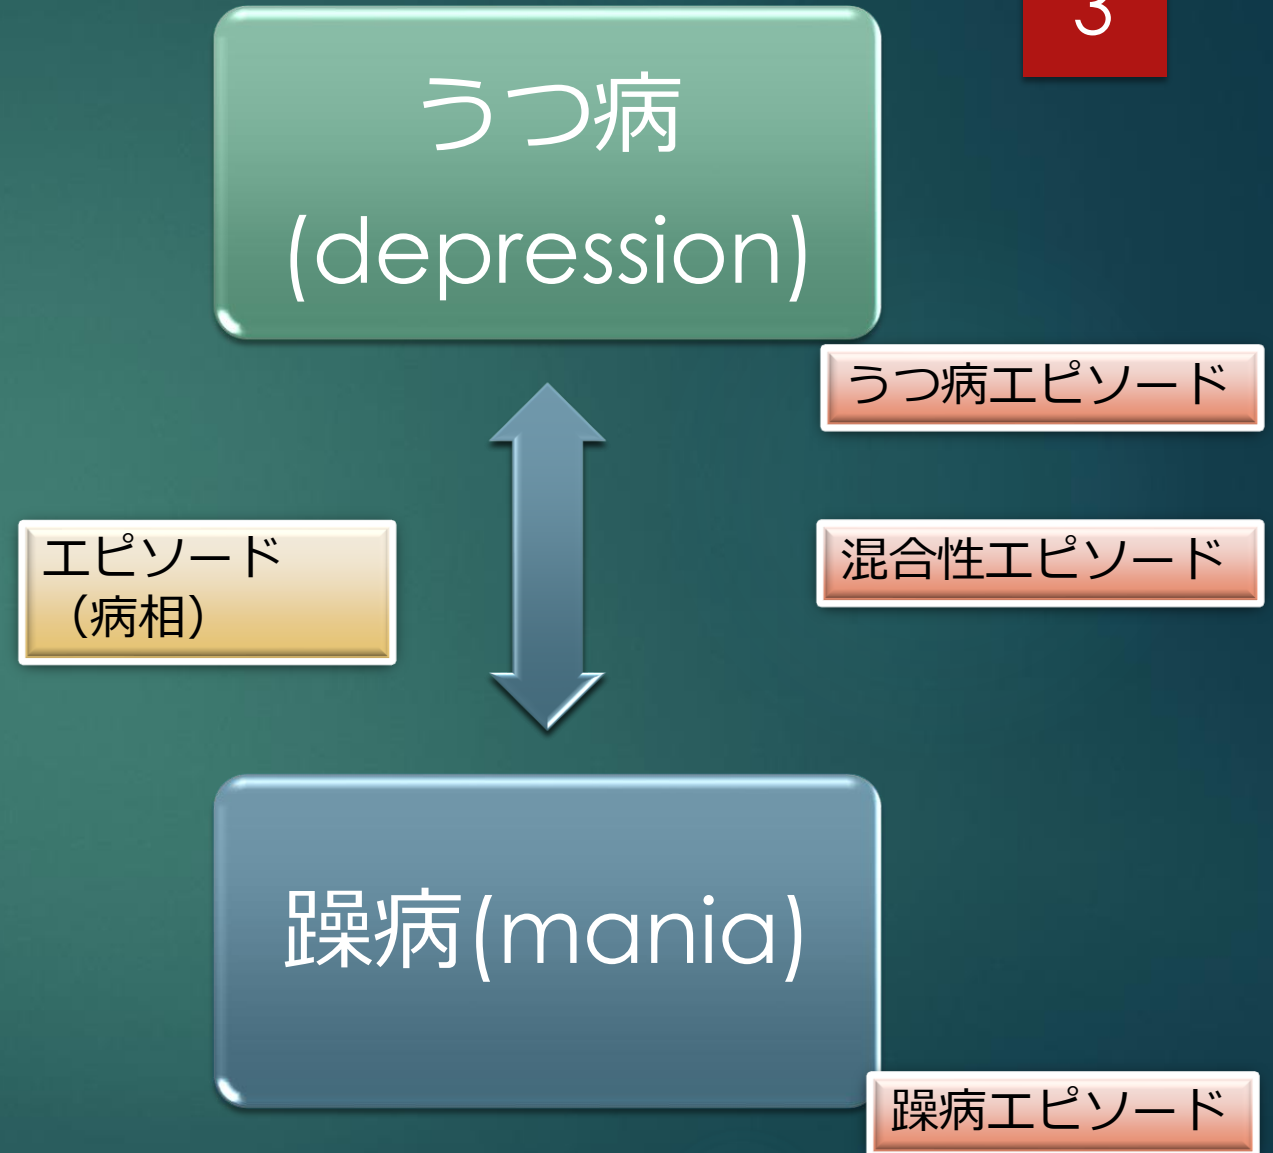 3
うつ病
(depression)
うつ病エピソード
エピソード
（病相）
混合性エピソード
躁病(mania)
躁病エピソード